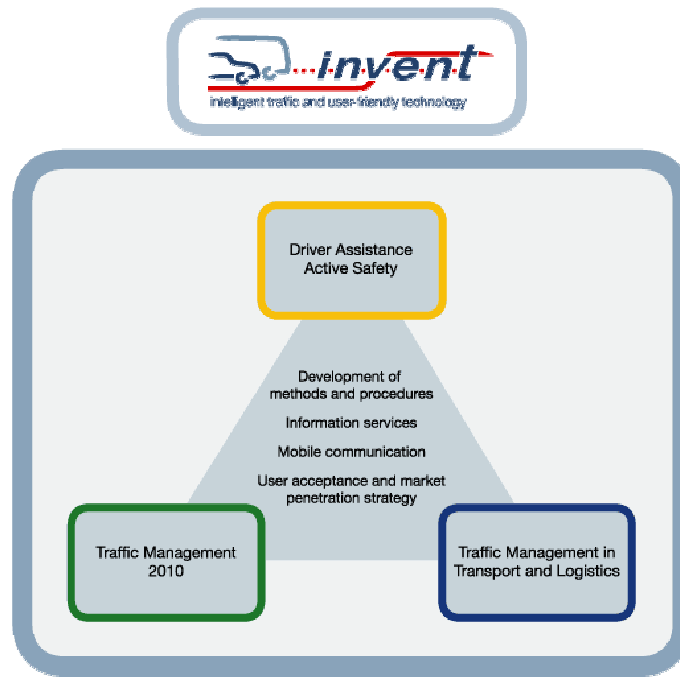 invent
intelligent traffic and user-friendly technology
Driver Assistance
Active Safety
Development of
methods and procedures
Information services
Mobile communication
User acceptance and market
penetration strategy
Traffic Management
2010
Traffic Management in
Transport and Logistics